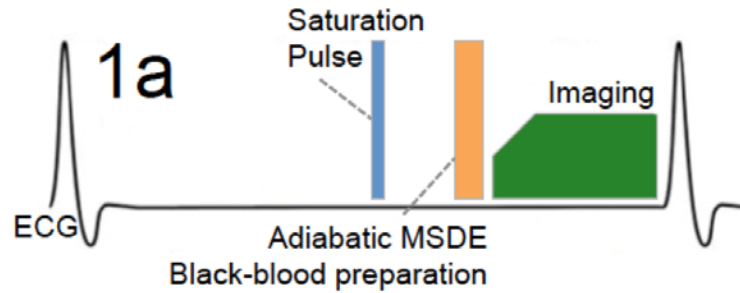 1a
Saturation
Pulse
Imaging
ECG
Adiabatic MSDE
Black-blood preparation